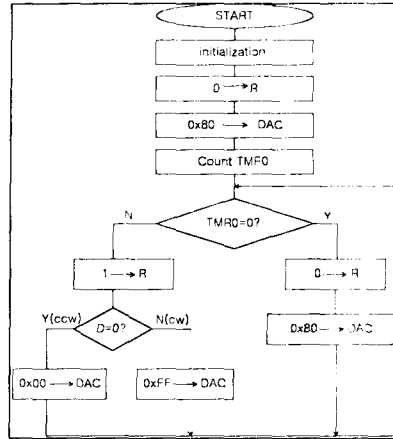 START
initialization
0 → R
0x80 → DAC
Count TMF0
N
TMR0=0?
Y
1 → R
0 → R
Y(ccw)
D=0?
N(cw)
0x80 → DAC
0x00 → DAC
0xFF → DAC